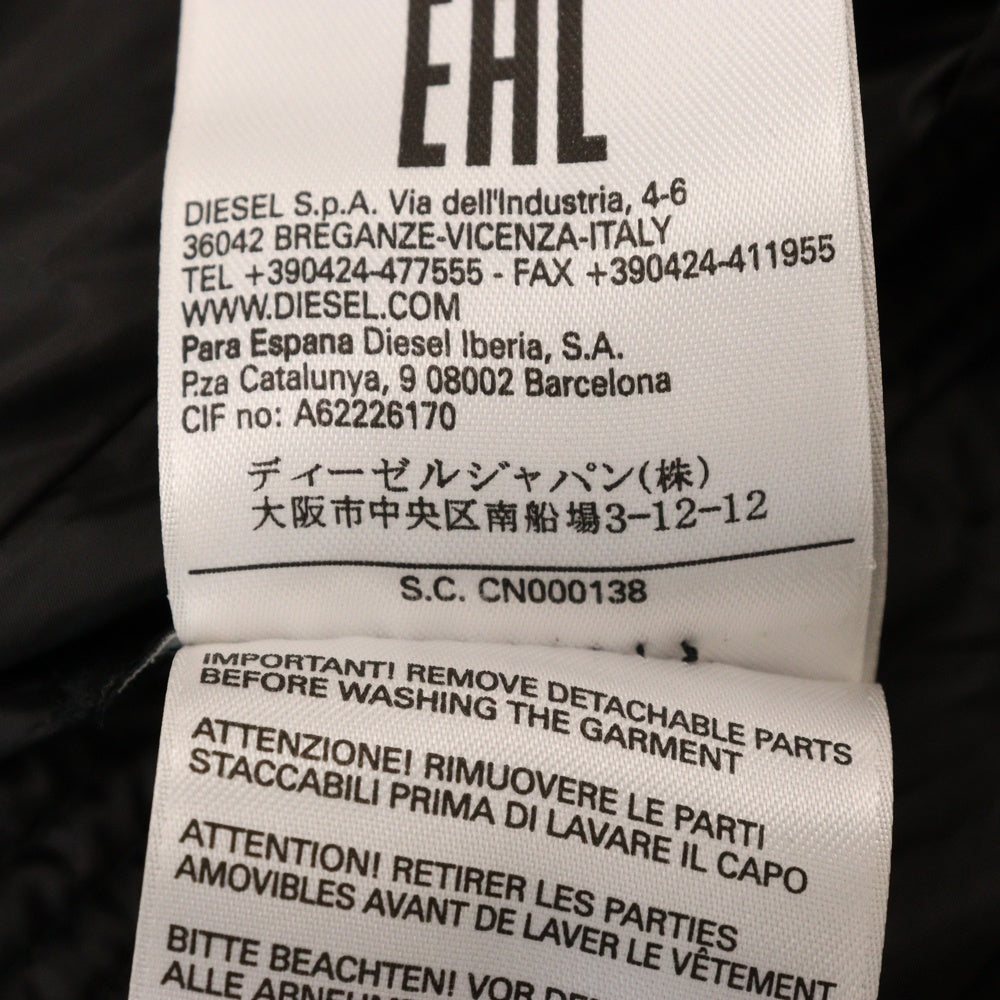 EAC
DIESEL S.p.A. Via dell'Industria, 4-6
36042 BREGANZE-VICENZA-ITALY
TEL +390424-477555 - FAX +390424-411955
WWW.DIESEL.COM
Para Espana Diesel Iberia, S.A.
P.za Catalunya, 9 08002 Barcelona
CIF no: A62226170
ディーゼルジャパン(株)
大阪市中央区南船場3-12-12
S.C. CN000138
IMPORTANT! REMOVE DETACHABLE PARTS
BEFORE WASHING THE GARMENT
ATTENZIONE! RIMUOVERE LE PARTI
STACCABILI PRIMA DI LAVARE IL CAPO
ATTENTION! RETIRER LES PARTIES
AMOVIBLES AVANT DE LAVER LE VÊTEMENT
BITTE BEACHTEN! VOR
ALLE